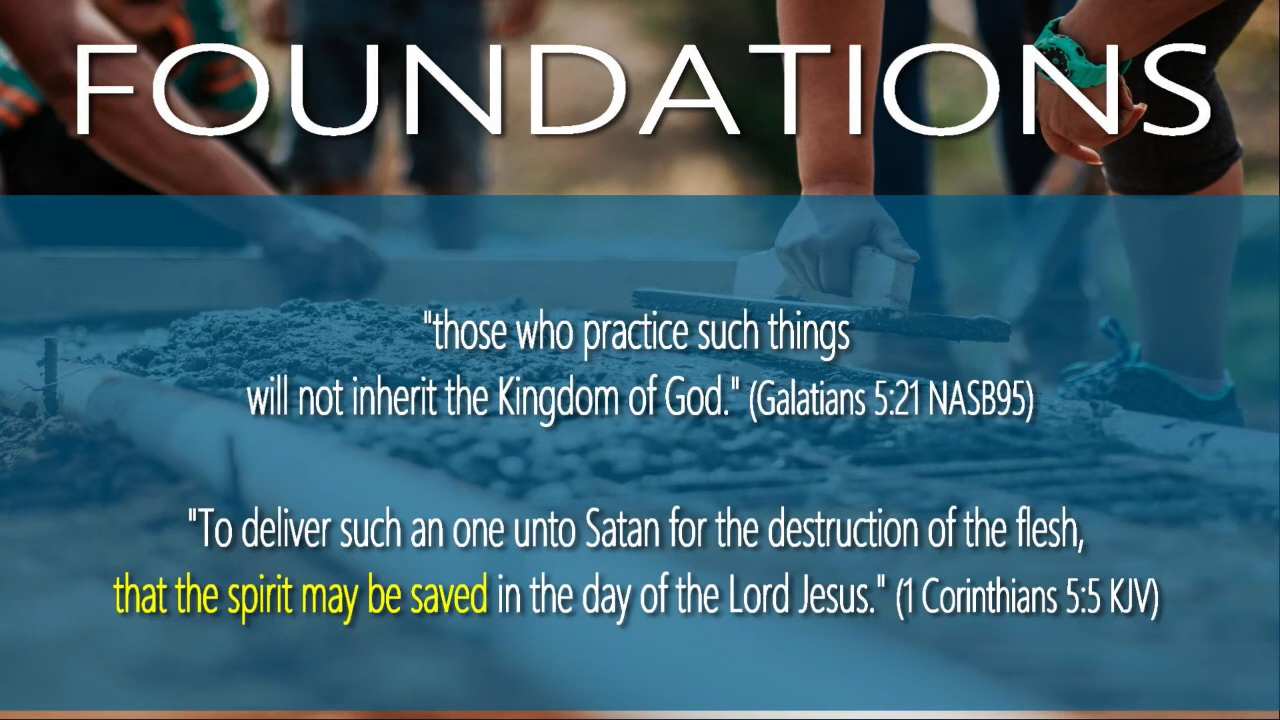 FOUNDATIONS
"those who practice such things
will not inherit the Kingdom of God." (Galatians 5:21 NASB95)
"To deliver such an one unto Satan for the destruction of the flesh,
that the spirit may be saved in the day of the Lord Jesus." (1 Corinthians 5:5 KJV)